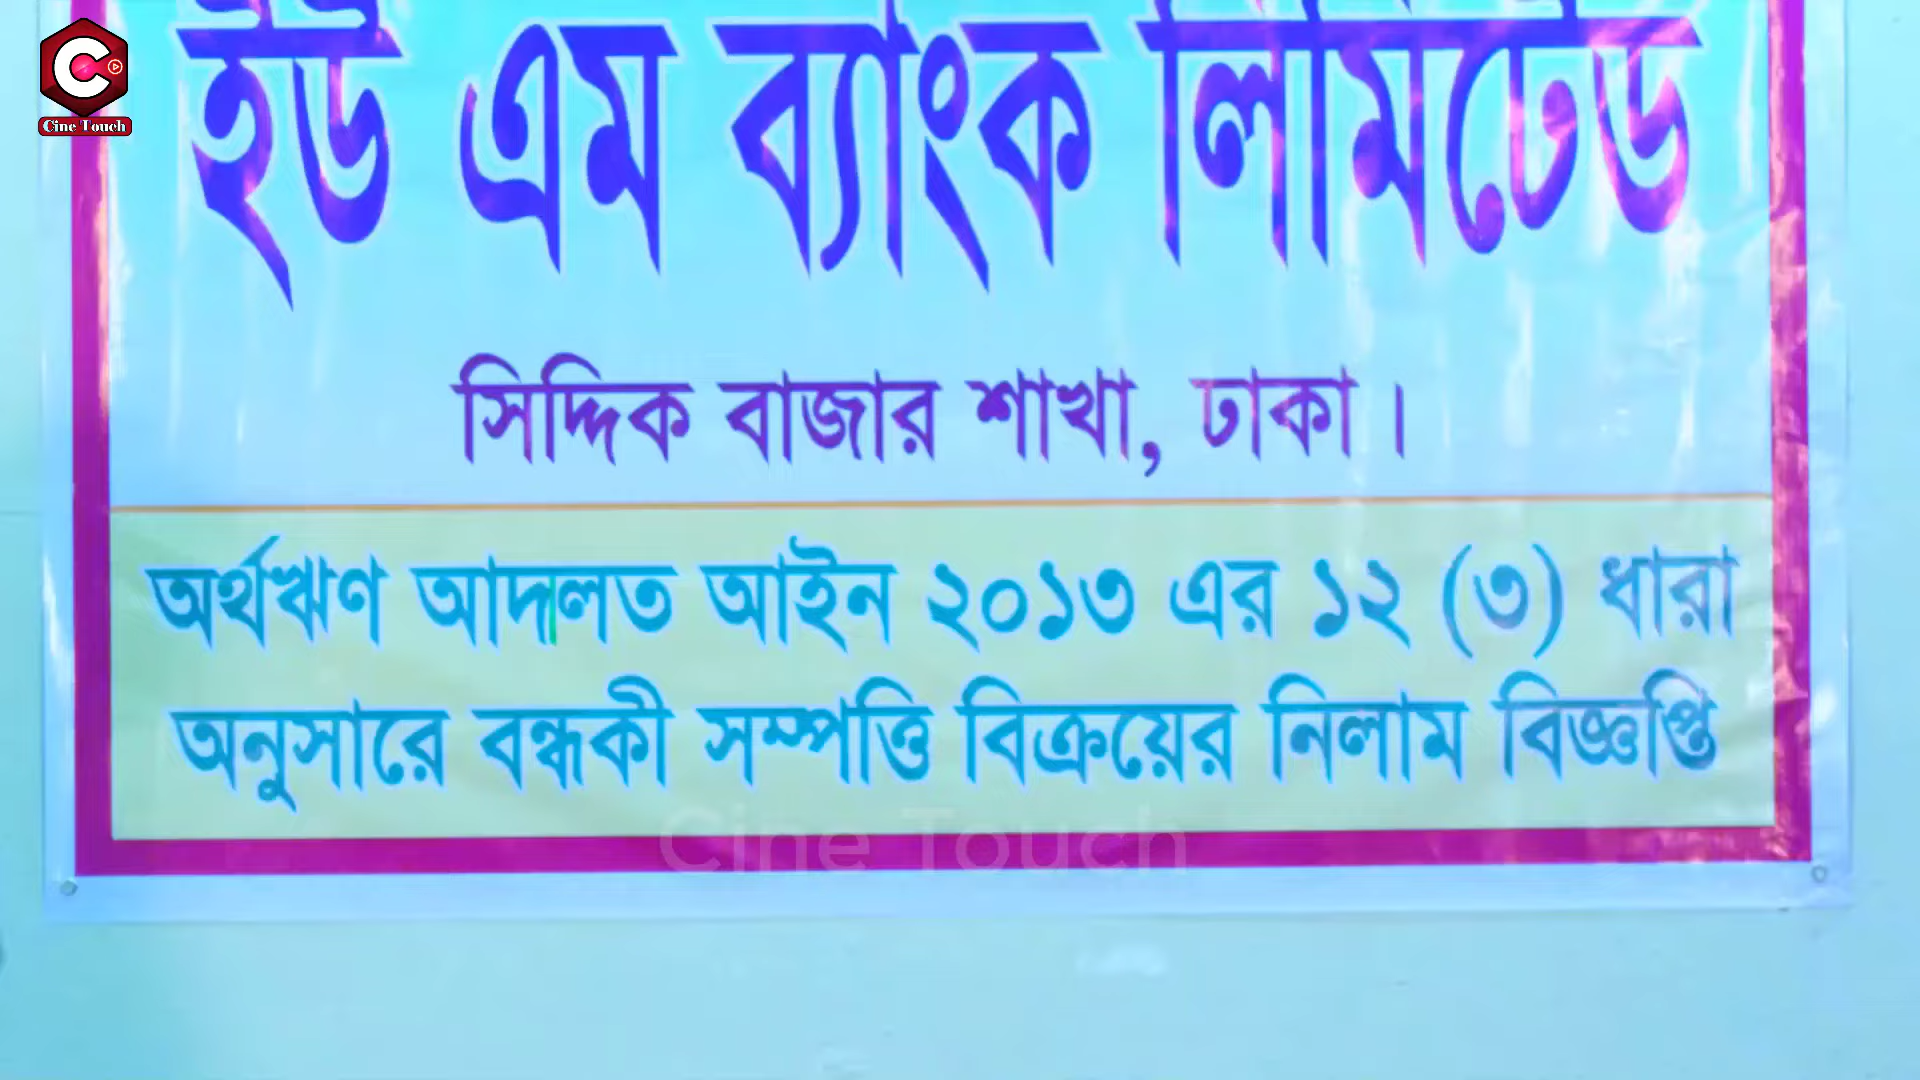 Cine Touch
ইউ এম ব্যাংক লিমিটেড
সিদ্দিক বাজার শাখা, ঢাকা।
অর্থঋণ আদালত আইন ২০১৩ এর ১২ (৩) ধারা
অনুসারে বন্ধকী সম্পত্তি বিক্রয়ের নিলাম বিজ্ঞপ্তি
Cine Touch